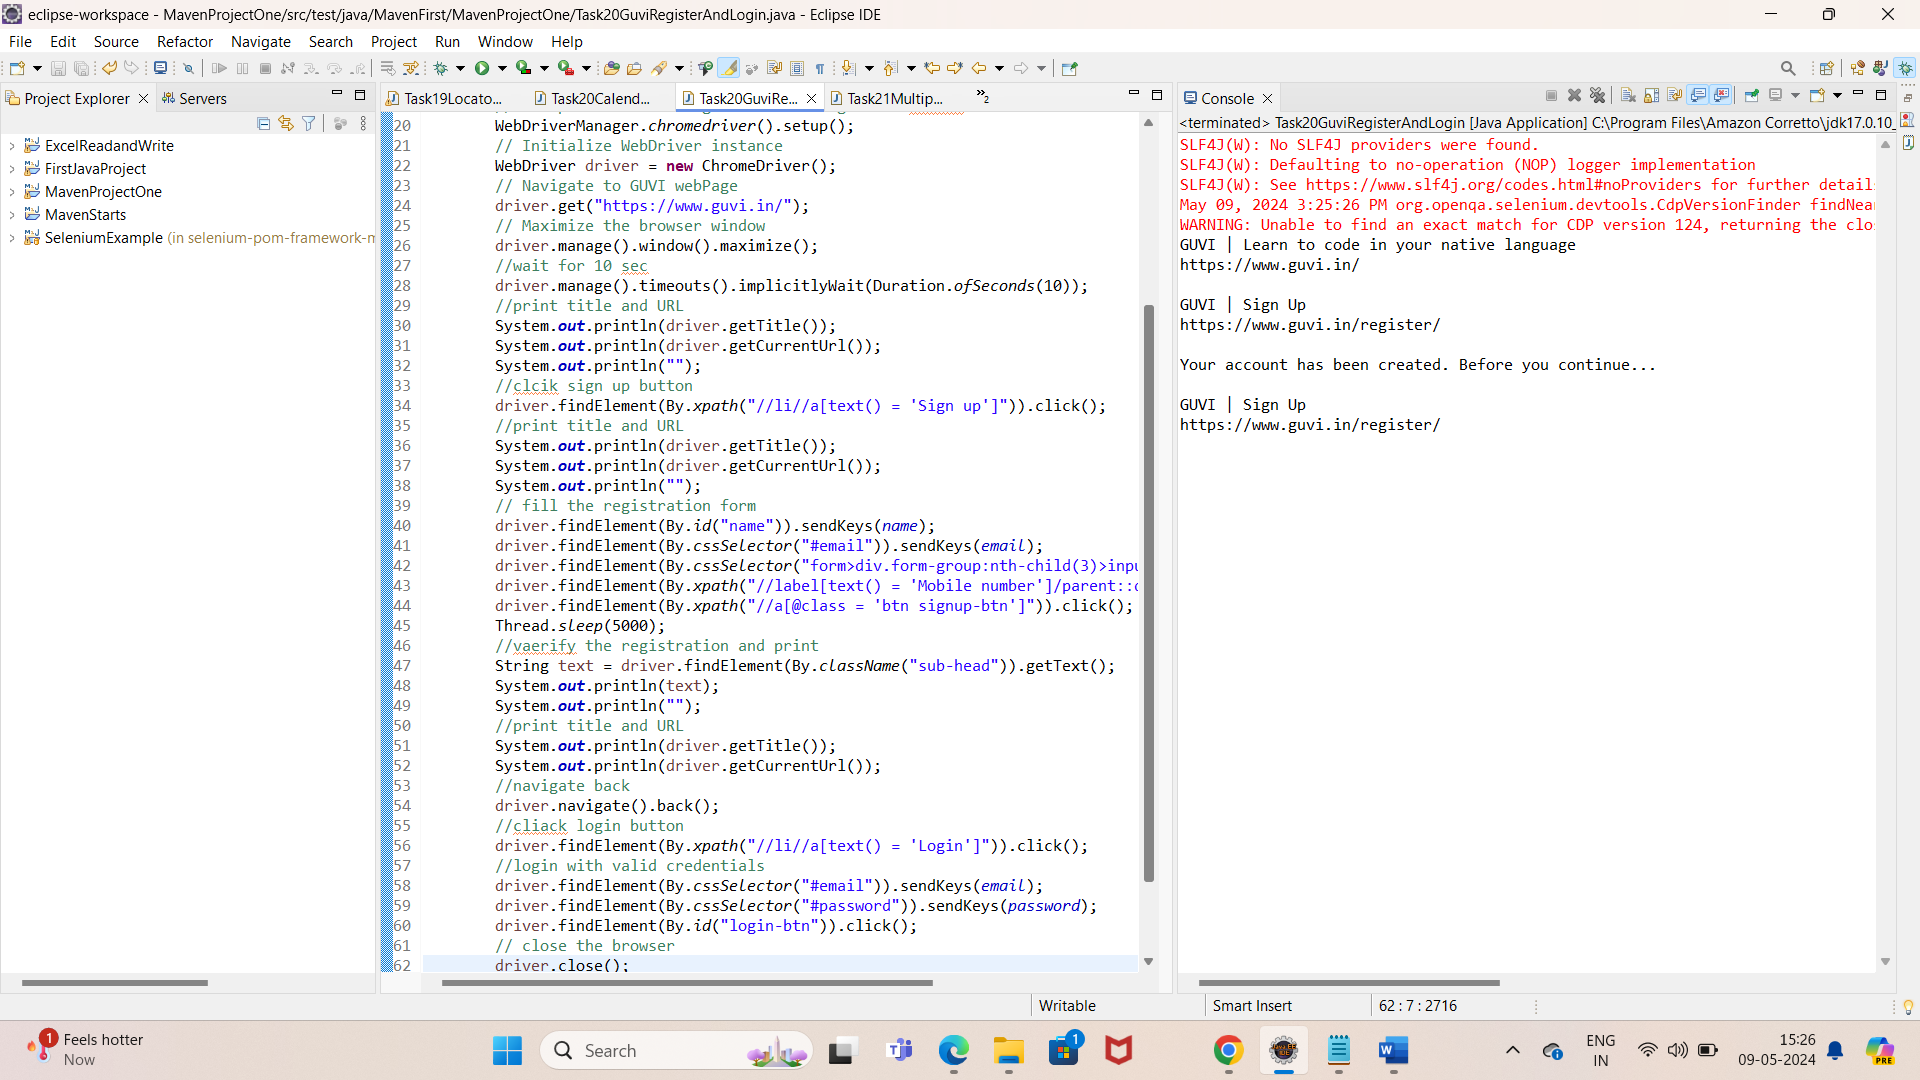 eclipse-workspace - MavenProjectOne/src/test/java/MavenFirst/MavenProjectOne/Task20GuviRegisterAndLogin.java - Eclipse IDE
File Edit Source Refactor Navigate Search Project Run Window Help
Project Explorer
Servers
ExcelReadandWrite
FirstJavaProject
MavenProjectOne
MavenStarts
SeleniumExample (in selenium-pom-framework-m
Task19Locato...
Task20Calend...
Task20GuviRe...
Task21Multip...
»2
20 WebDriverManager.chromedriver().setup();
21 // Initialize WebDriver instance
22 WebDriver driver = new ChromeDriver();
23 // Navigate to GUVI webPage
24 driver.get("https://www.guvi.in/");
25 // Maximize the browser window
26 driver.manage().window().maximize();
27 //wait for 10 sec
28 driver.manage().timeouts().implicitlyWait(Duration.ofSeconds(10));
29 //print title and URL
30 System.out.println(driver.getTitle());
31 System.out.println(driver.getCurrentUrl());
32 System.out.println("");
33 //clcik sign up button
34 driver.findElement(By.xpath("//li//a[text() = 'Sign up']")).click();
35 //print title and URL
36 System.out.println(driver.getTitle());
37 System.out.println(driver.getCurrentUrl());
38 System.out.println("");
39 // fill the registration form
40 driver.findElement(By.id("name")).sendKeys(name);
41 driver.findElement(By.cssSelector("#email")).sendKeys(email);
42 driver.findElement(By.cssSelector("form>div.form-group:nth-child(3)>inpu
43 driver.findElement(By.xpath("//label[text() = 'Mobile number']/parent::d
44 driver.findElement(By.xpath("//a[@class = 'btn signup-btn']")).click();
45 Thread.sleep(5000);
46 //vaerify the registration and print
47 String text = driver.findElement(By.className("sub-head")).getText();
48 System.out.println(text);
49 System.out.println("");
50 //print title and URL
51 System.out.println(driver.getTitle());
52 System.out.println(driver.getCurrentUrl());
53 //navigate back
54 driver.navigate().back();
55 //cliack login button
56 driver.findElement(By.xpath("//li//a[text() = 'Login']")).click();
57 //login with valid credentials
58 driver.findElement(By.cssSelector("#email")).sendKeys(email);
59 driver.findElement(By.cssSelector("#password")).sendKeys(password);
60 driver.findElement(By.id("login-btn")).click();
61 // close the browser
62 driver.close();
Console
<terminated> Task20GuviRegisterAndLogin [Java Application] C:\Program Files\Amazon Corretto\jdk17.0.10_
SLF4J(W): No SLF4J providers were found.
SLF4J(W): Defaulting to no-operation (NOP) logger implementation
SLF4J(W): See https://www.slf4j.org/codes.html#noProviders for further detail
May 09, 2024 3:25:26 PM org.openqa.selenium.devtools.CdpVersionFinder findNea
WARNING: Unable to find an exact match for CDP version 124, returning the clo
GUVI | Learn to code in your native language
https://www.guvi.in/
GUVI | Sign Up
https://www.guvi.in/register/
Your account has been created. Before you continue...
GUVI | Sign Up
https://www.guvi.in/register/
Writable
Smart Insert
62 : 7 : 2716
1
Feels hotter
Now
Search
1
ENG
IN
15:26
09-05-2024
PRE